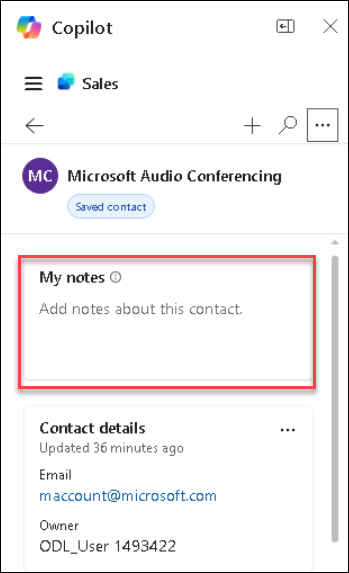 Copilot
Sales
MC
Microsoft Audio Conferencing
Saved contact
My notes
Add notes about this contact.
Contact details
Updated 36 minutes ago
Email
maccount@microsoft.com
Owner
ODL_User 1493422